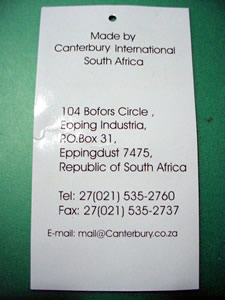 Made by
Canterbury International
South Africa
104 Bofors Circle ,
Epping Industria,
P.O.Box 31,
Eppingdust 7475,
Republic of South Africa
Tel: 27(021) 535-2760
Fax: 27(021) 535-2737
E-mail: mail@Canterbury.co.za